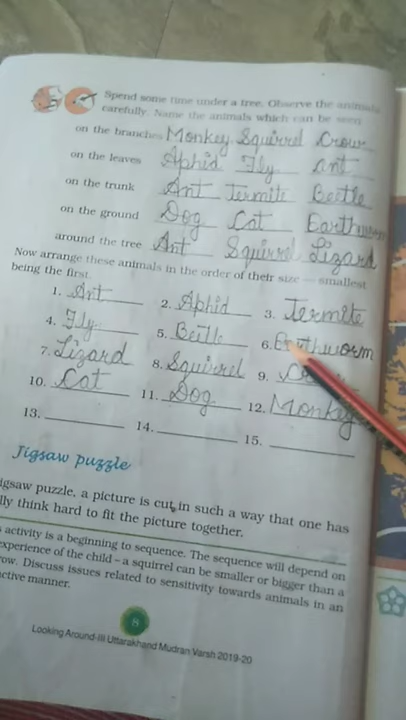 Spend some time under a tree. Observe the animals
carefully. Name the animals which can be seen
on the branches Monkey Squirrel Crow
on the leaves Aphid Fly ant
on the trunk Ant Termite Beetle
on the ground Dog Cat Earthworm
around the tree Ant Squirrel Lizard
Now arrange these animals in the order of their size — smallest
being the first.
1. Ant 2. Aphid 3. Termite
4. Fly 5. Beetle 6. Earthworm
7. Lizard 8. Squirrel 9.
10. Cat 11. Dog 12. Monkey
13. 14. 15.
Jigsaw puzzle
igsaw puzzle, a picture is cut in such a way that one has
lly think hard to fit the picture together.
s activity is a beginning to sequence. The sequence will depend on
experience of the child – a squirrel can be smaller or bigger than a
row. Discuss issues related to sensitivity towards animals in an
ctive manner.
8
Looking Around-III Uttarakhand Mudran Varsh 2019-20